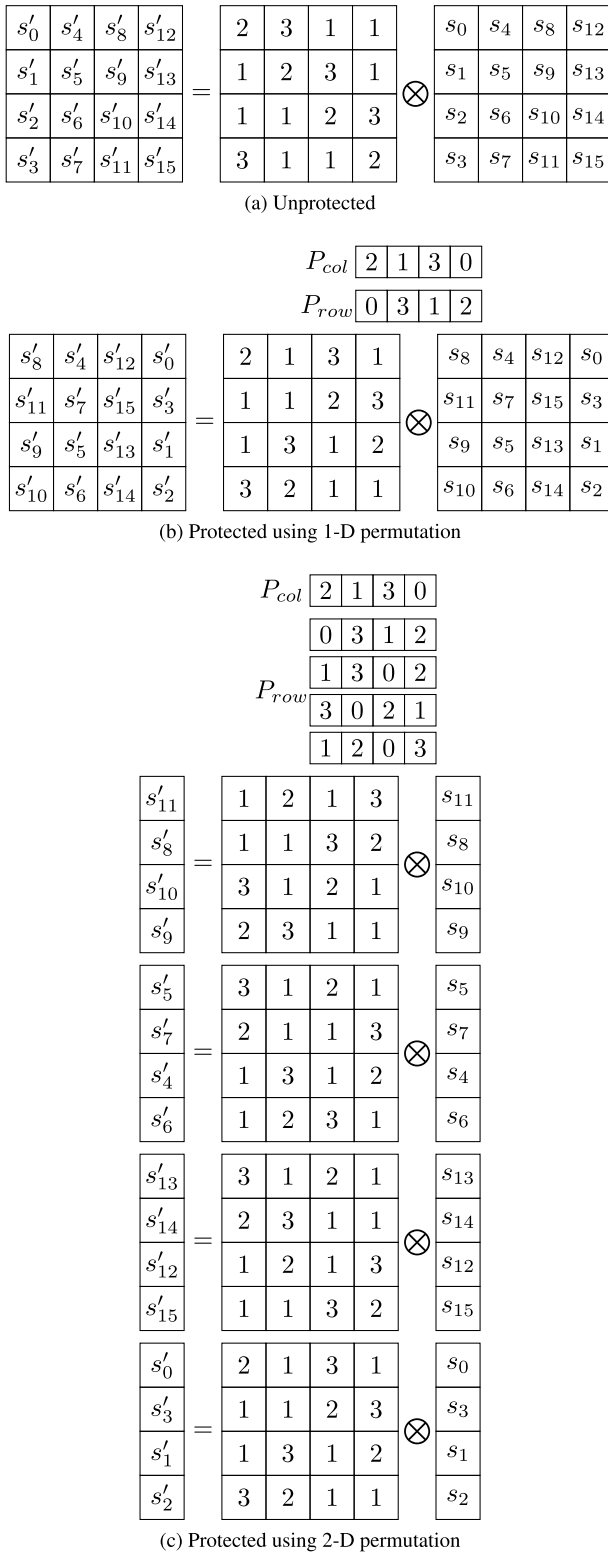 s′0 s′4 s′8 s′12 2 3 1 1 s0 s4 s8 s12
s′1 s′5 s′9 s′13 = 1 2 3 1 ⊗ s1 s5 s9 s13
s′2 s′6 s′10 s′14 1 1 2 3 s2 s6 s10 s14
s′3 s′7 s′11 s′15 3 1 1 2 s3 s7 s11 s15
(a) Unprotected
Pcol 2 1 3 0
Prow 0 3 1 2
s′8 s′4 s′12 s′0 2 1 3 1 s8 s4 s12 s0
s′11 s′7 s′15 s′3 = 1 1 2 3 ⊗ s11 s7 s15 s3
s′9 s′5 s′13 s′1 1 3 1 2 s9 s5 s13 s1
s′10 s′6 s′14 s′2 3 2 1 1 s10 s6 s14 s2
(b) Protected using 1-D permutation
Pcol 2 1 3 0
0 3 1 2
1 3 0 2
Prow
3 0 2 1
1 2 0 3
s′11 1 2 1 3 s11
s′8 = 1 1 3 2 ⊗ s8
s′10 3 1 2 1 s10
s′9 2 3 1 1 s9
s′5 3 1 2 1 s5
s′7 = 2 1 1 3 ⊗ s7
s′4 1 3 1 2 s4
s′6 1 2 3 1 s6
s′13 3 1 2 1 s13
s′14 = 2 3 1 1 ⊗ s14
s′12 1 2 1 3 s12
s′15 1 1 3 2 s15
s′0 2 1 3 1 s0
s′3 = 1 1 2 3 ⊗ s3
s′1 1 3 1 2 s1
s′2 3 2 1 1 s2
(c) Protected using 2-D permutation